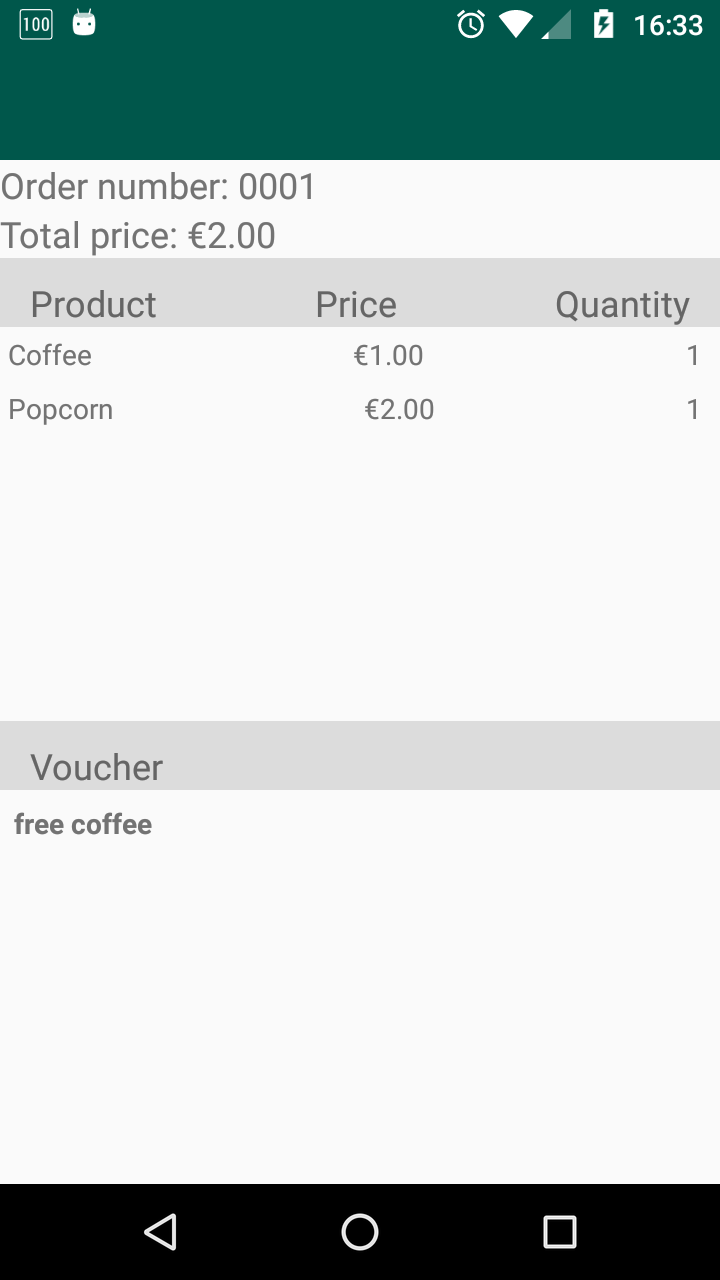 100 16:33
Order number: 0001
Total price: €2.00
Product Price Quantity
Coffee €1.00 1
Popcorn €2.00 1
Voucher
free coffee